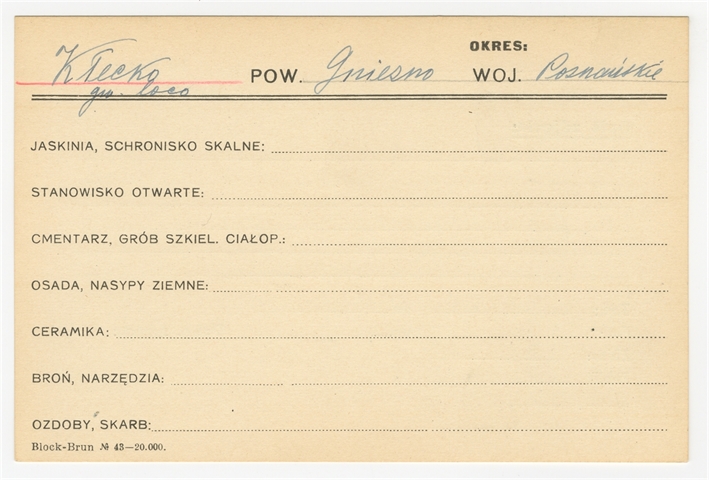 OKRES:
Kłecko POW. Gniesno WOJ. Poznańskie
gm. loco
JASKINIA, SCHRONISKO SKALNE:
STANOWISKO OTWARTE:
CMENTARZ, GRÓB SZKIEL. CIAŁOP.:
OSADA, NASYPY ZIEMNE:
CERAMIKA:
BROŃ, NARZĘDZIA:
OZDOBY, SKARB:
Block-Brun № 43—20.000.